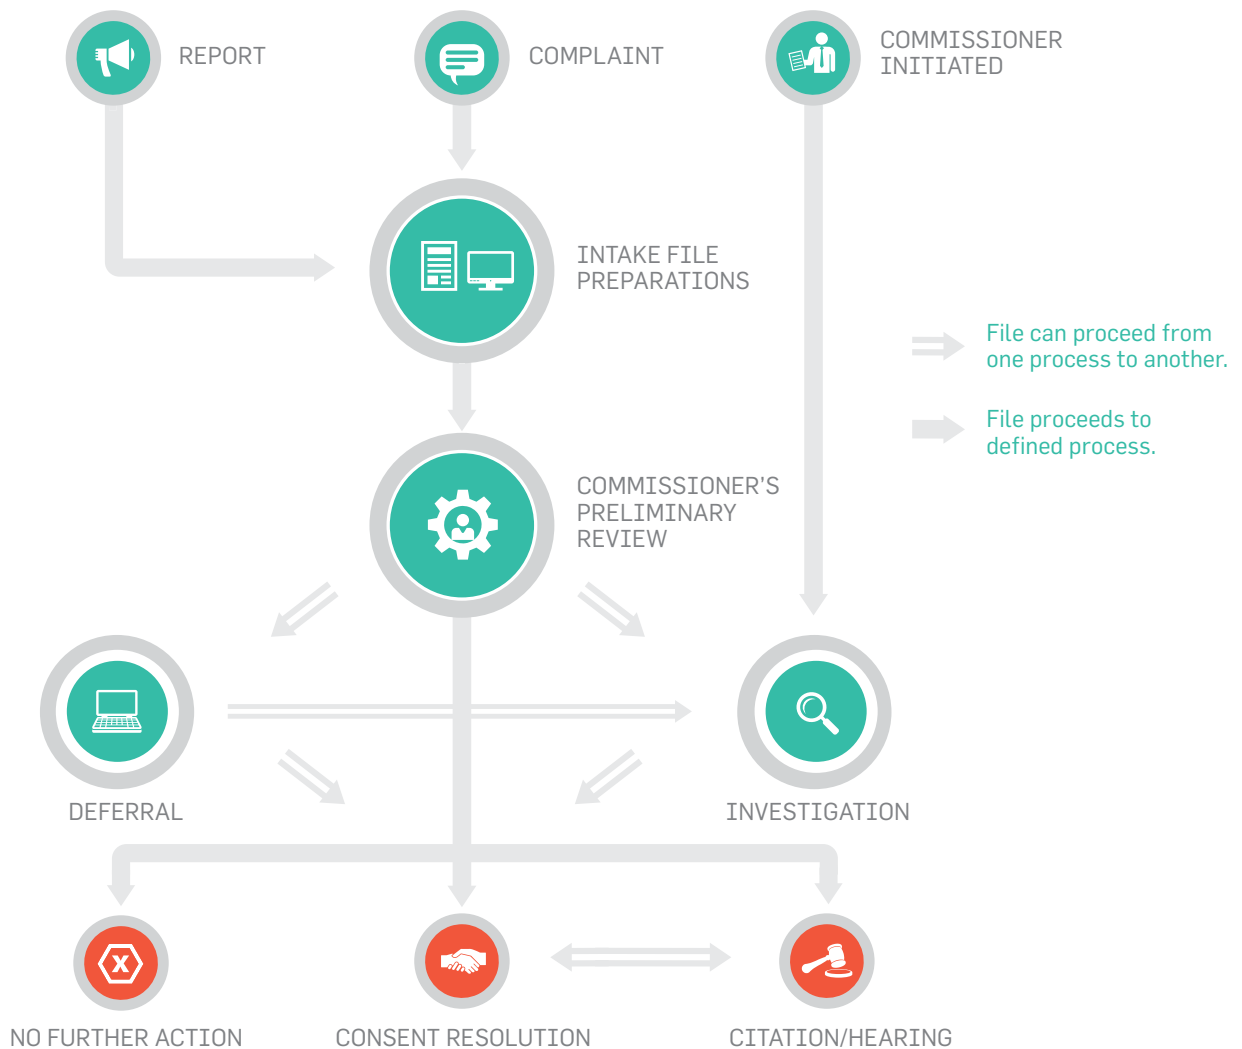 REPORT
COMPLAINT
COMMISSIONER
INITIATED
INTAKE FILE
PREPARATIONS
File can proceed from
one process to another.
File proceeds to
defined process.
COMMISSIONER'S
PRELIMINARY
REVIEW
DEFERRAL
INVESTIGATION
X
NO FURTHER ACTION
CONSENT RESOLUTION
CITATION/HEARING